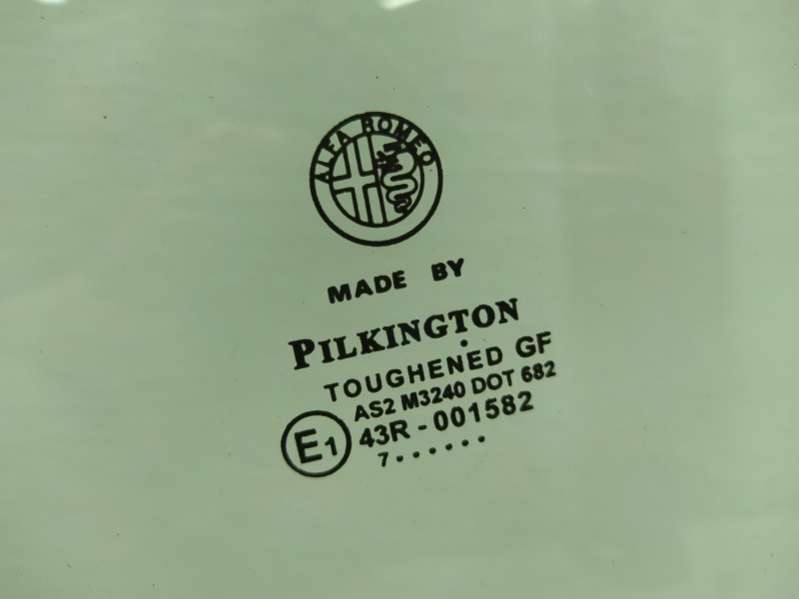 ALFA ROMEO
MADE BY
PILKINGTON
TOUGHENED GF
AS2 M3240 DOT 682
E1 43R - 001582
7 . . . . . .